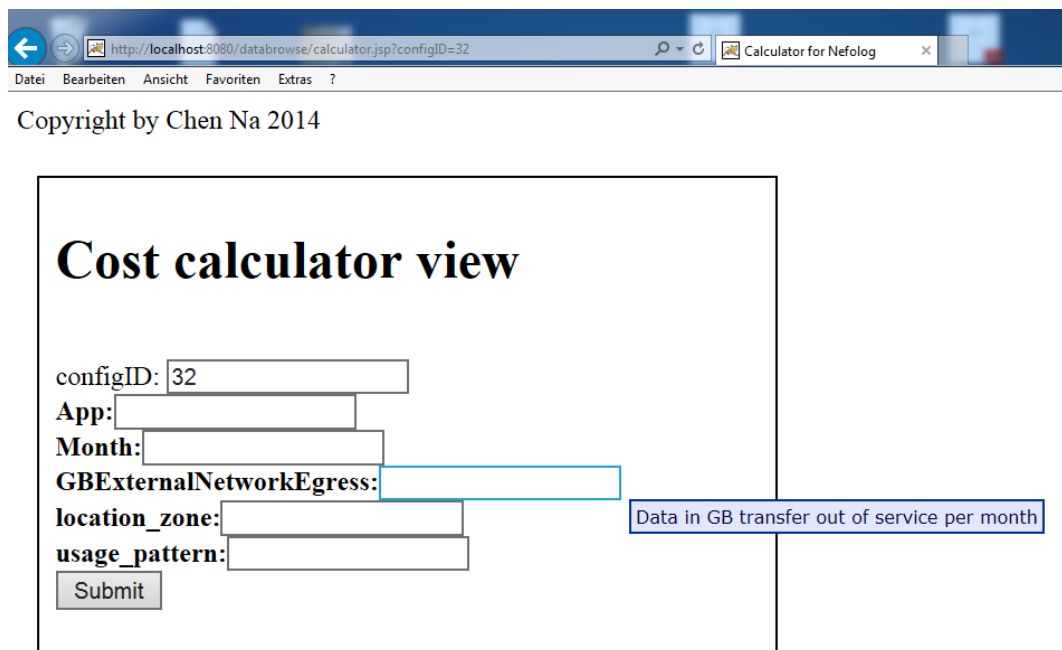 http://localhost:8080/databrowse/calculator.jsp?configID=32
Calculator for Nefolog
Datei Bearbeiten Ansicht Favoriten Extras ?
Copyright by Chen Na 2014
Cost calculator view
configID: 32
App:
Month:
GBExternalNetworkEgress:
location_zone:
Data in GB transfer out of service per month
usage_pattern:
Submit